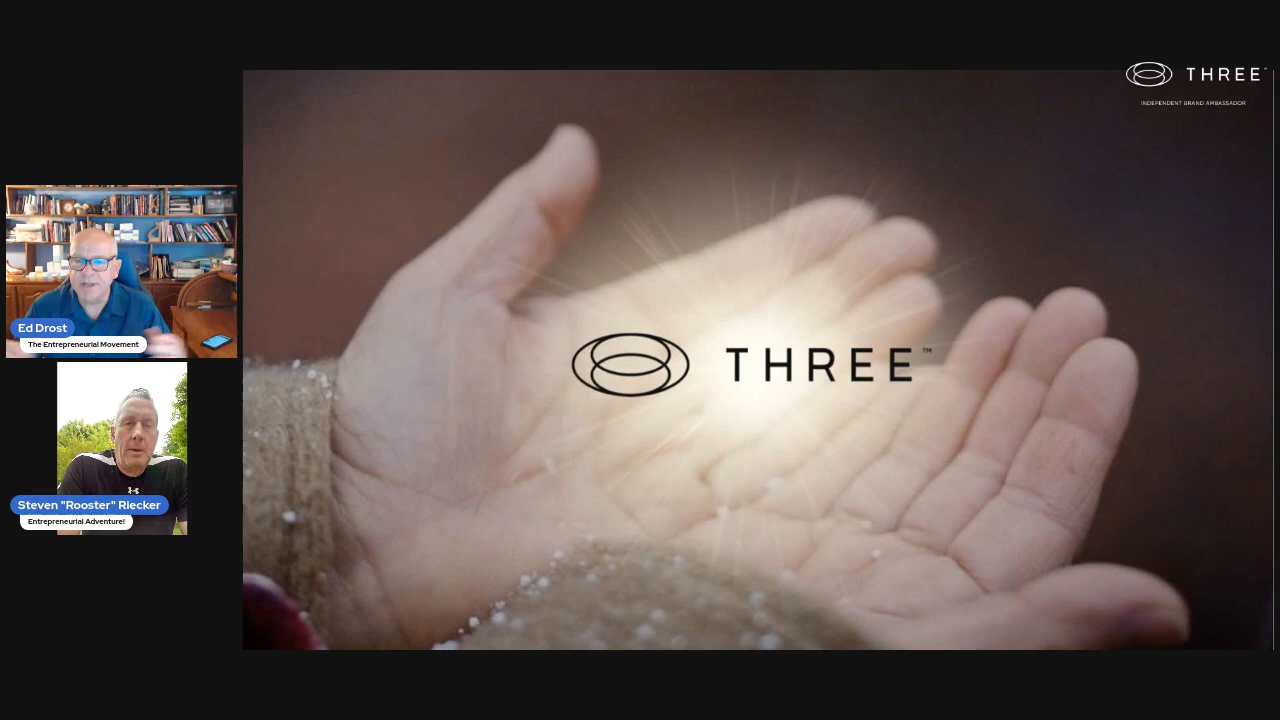 THREE™
INDEPENDENT BRAND AMBASSADOR
Ed Drost
The Entrepreneurial Movement
THREE™
Steven "Rooster" Riecker
Entrepreneurial Adventure!